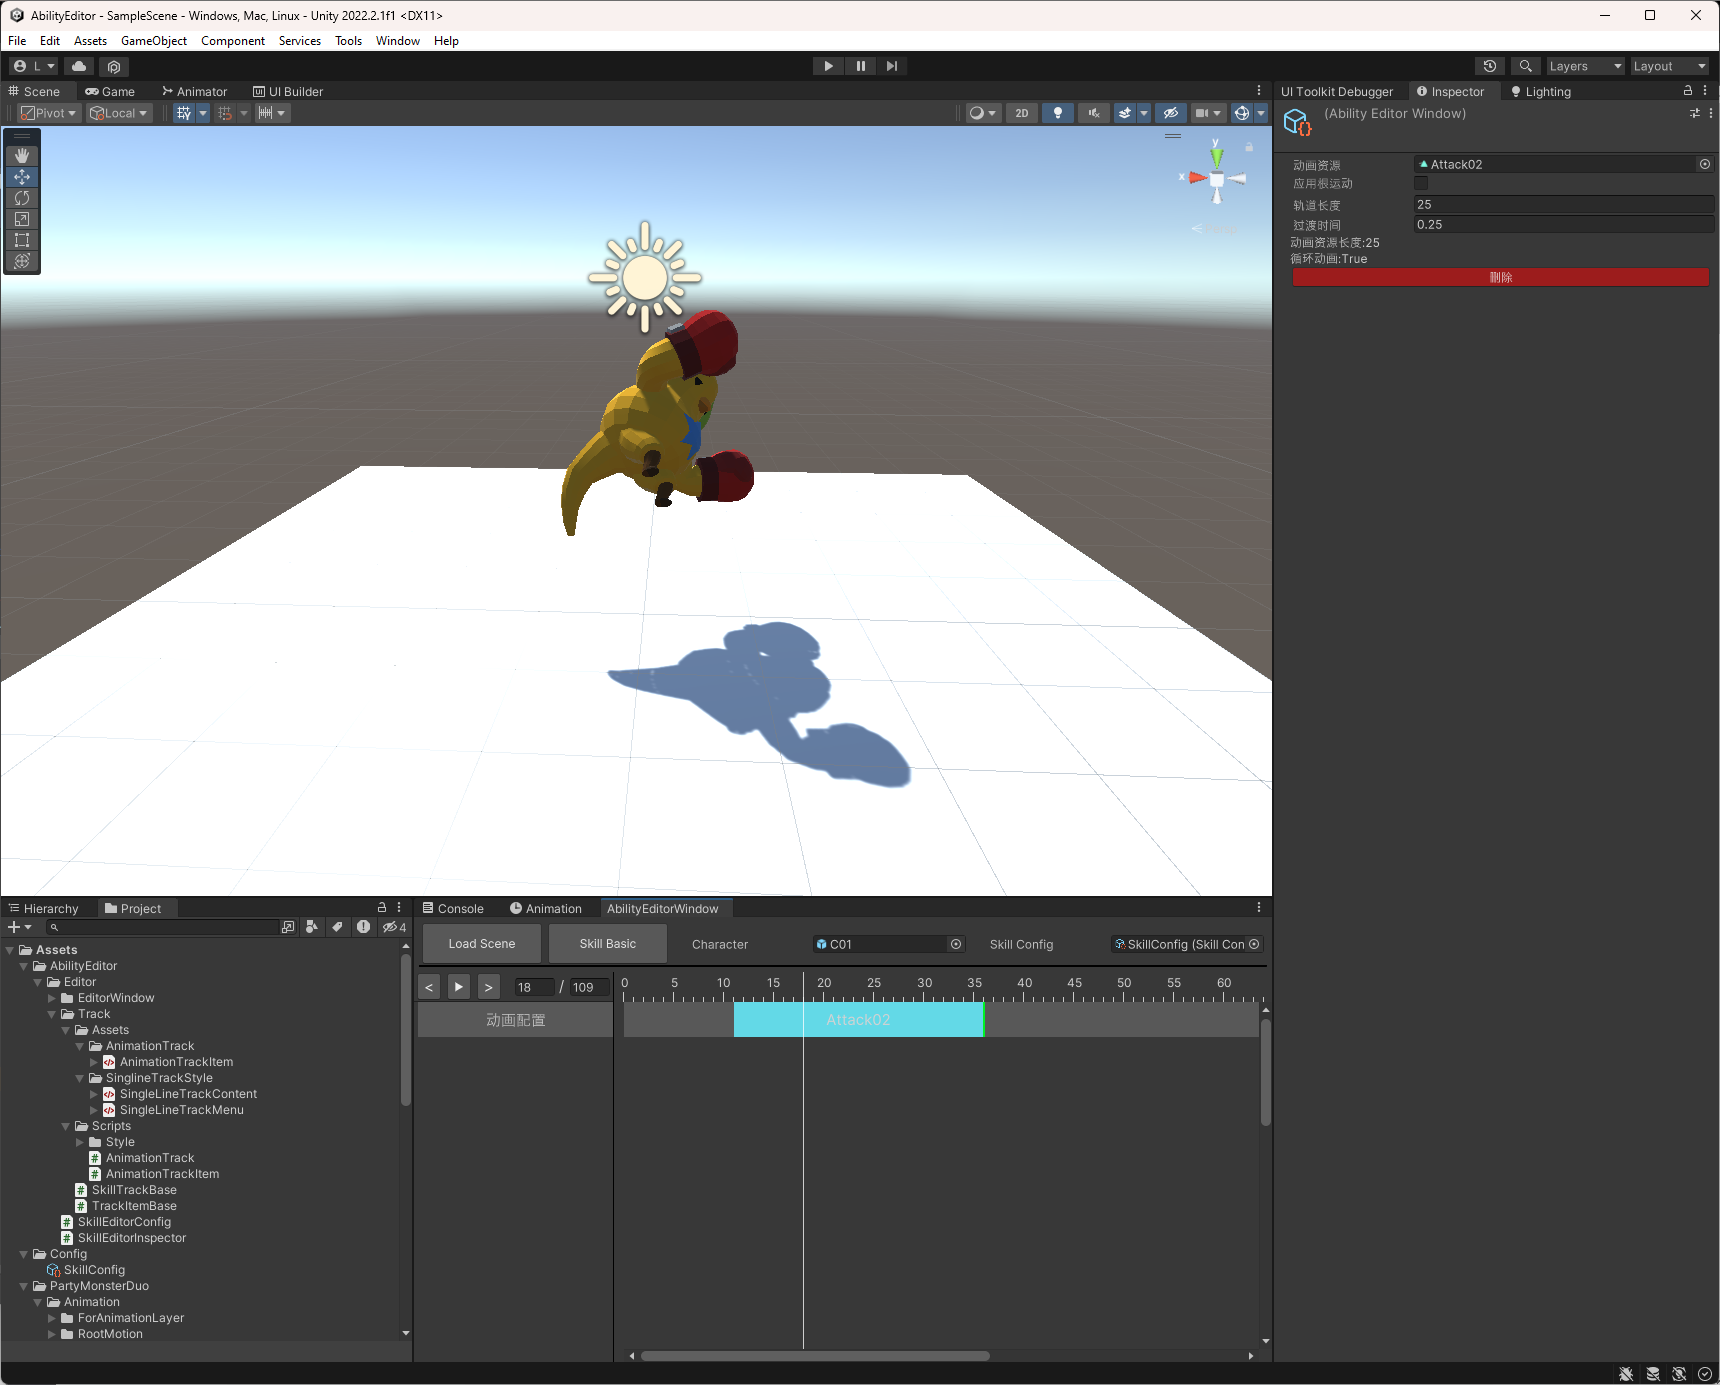 AbilityEditor - SampleScene - Windows, Mac, Linux - Unity 2022.2.1f1 <DX11>
File Edit Assets GameObject Component Services Tools Window Help
L Layers Layout
Scene Game Animator UI Builder
Pivot Local 2D
y
x
UI Toolkit Debugger Inspector Lighting
(Ability Editor Window)
动画资源 Attack02
应用根运动
轨道长度 25
过渡时间 0.25
动画资源长度:25
循环动画:True
删除
Hierarchy Project
4
Assets
AbilityEditor
Editor
EditorWindow
Track
Assets
AnimationTrack
AnimationTrackItem
SinglineTrackStyle
SingleLineTrackContent
SingleLineTrackMenu
Scripts
Style
AnimationTrack
AnimationTrackItem
SkillTrackBase
TrackItemBase
SkillEditorConfig
SkillEditorInspector
Config
SkillConfig
PartyMonsterDuo
Animation
ForAnimationLayer
RootMotion
Console Animation AbilityEditorWindow
Load Scene Skill Basic Character C01 Skill Config SkillConfig (Skill Con
< > 18 / 109 0 5 10 15 20 25 30 35 40 45 50 55 60
动画配置 Attack02